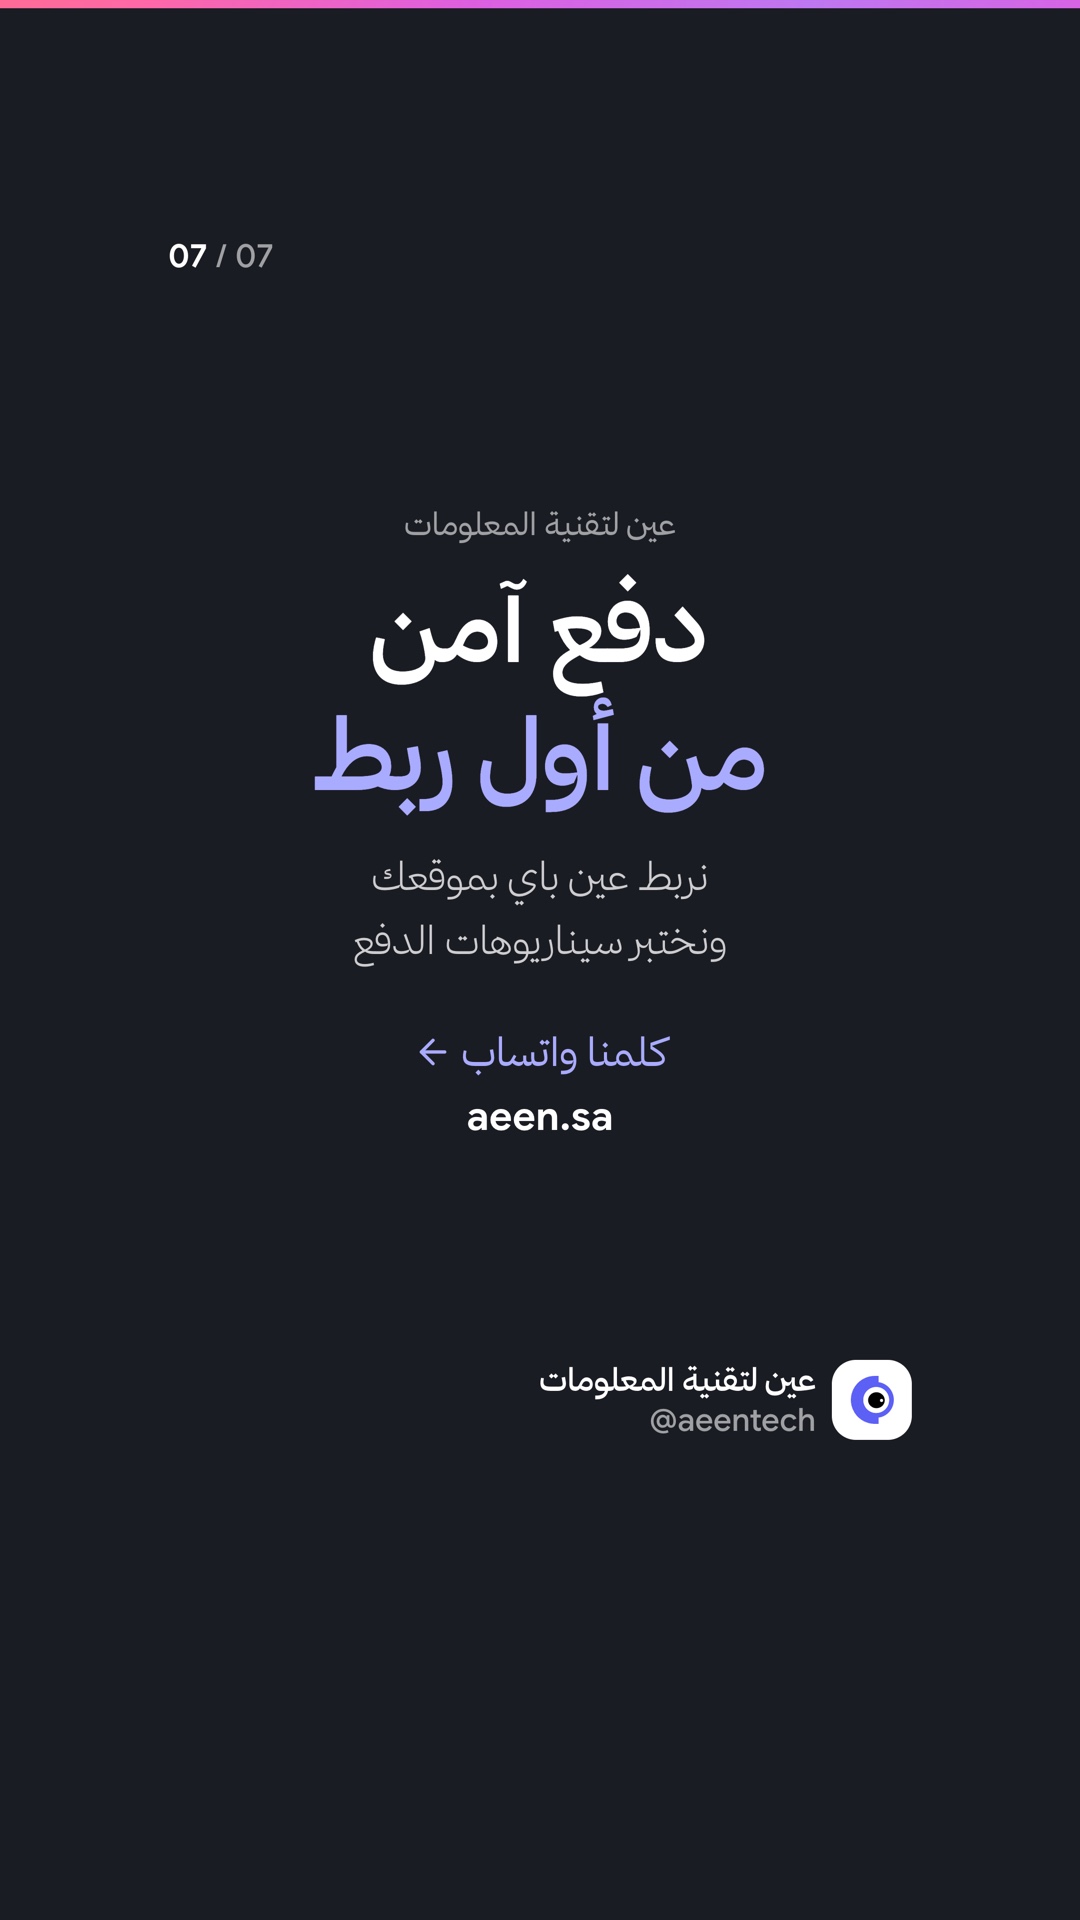 07 / 07
عين لتقنية المعلومات
دفع آمن
من أول ربط
نربط عين باي بموقعك
ونختبر سيناريوهات الدفع
كلمنا واتساب ←
aeen.sa
عين لتقنية المعلومات
@aeentech